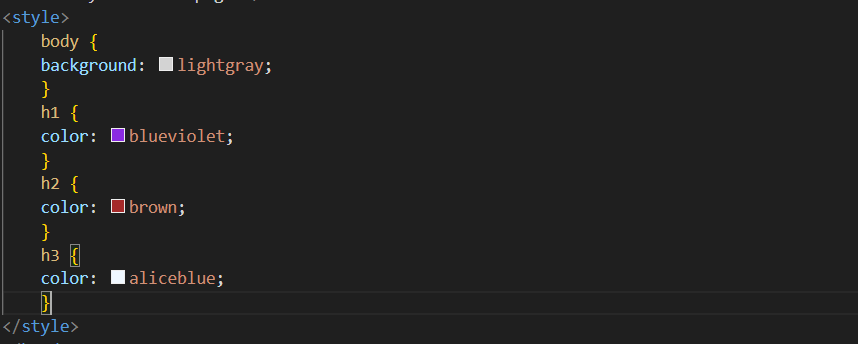 <style>
body {
background: lightgray;
}
h1 {
color: blueviolet;
}
h2 {
color: brown;
}
h3 {
color: aliceblue;
}
</style>